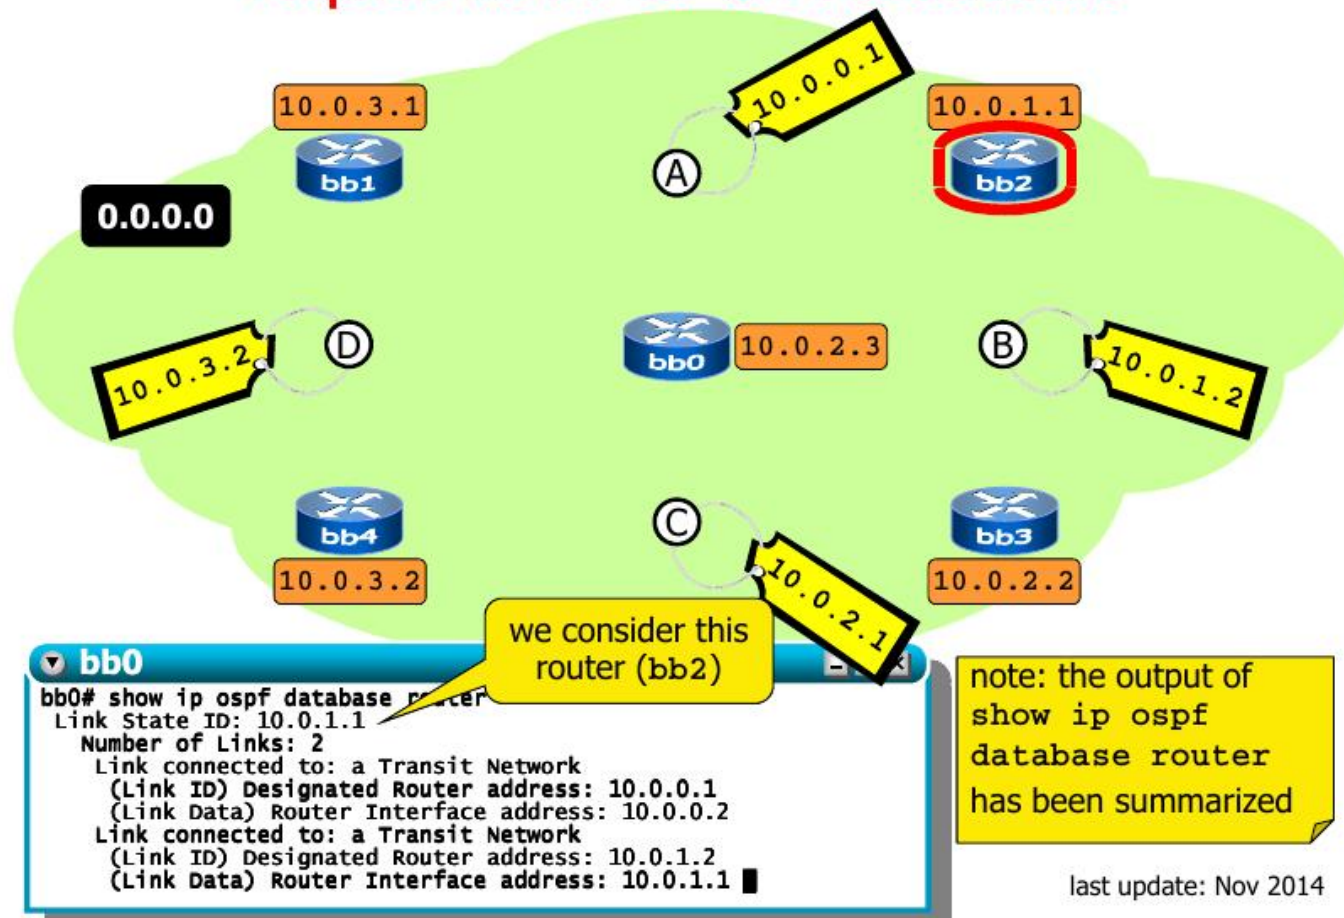 10.0.0.1
10.0.3.1
10.0.1.1
bb1
A
bb2
0.0.0.0
D
10.0.3.2
bb0
10.0.2.3
B
10.0.1.2
C
bb4
bb3
10.0.3.2
10.0.2.1
10.0.2.2
we consider this
router (bb2)
bb0
bb0# show ip ospf database router
Link State ID: 10.0.1.1
Number of Links: 2
Link connected to: a Transit Network
(Link ID) Designated Router address: 10.0.0.1
(Link Data) Router Interface address: 10.0.0.2
Link connected to: a Transit Network
(Link ID) Designated Router address: 10.0.1.2
(Link Data) Router Interface address: 10.0.1.1
note: the output of
show ip ospf
database router
has been summarized
last update: Nov 2014